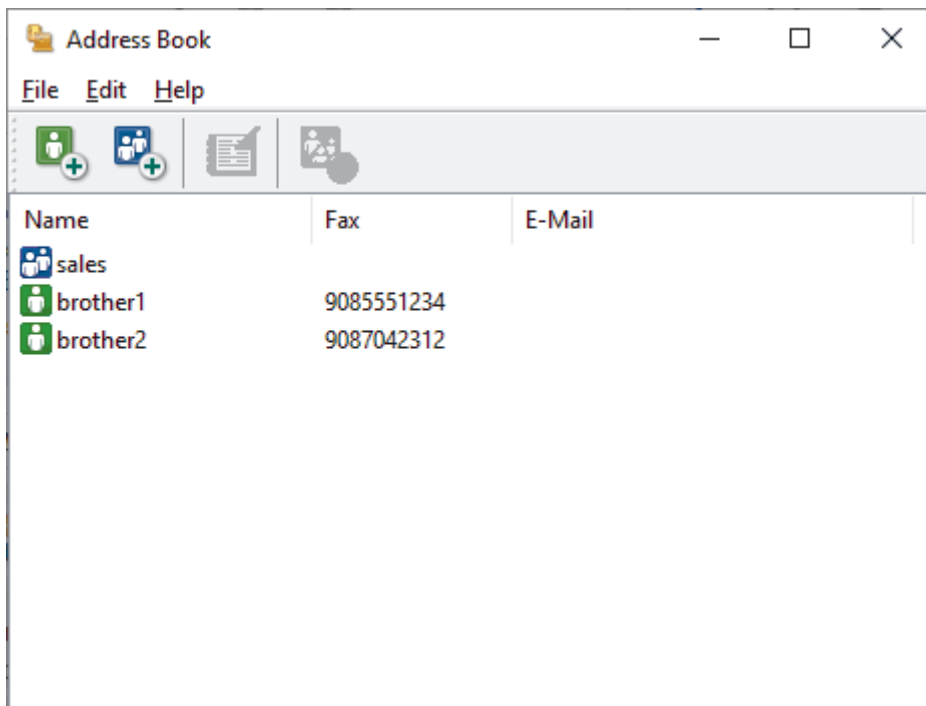 Address Book
File Edit Help
Name Fax E-Mail
sales
brother1 9085551234
brother2 9087042312